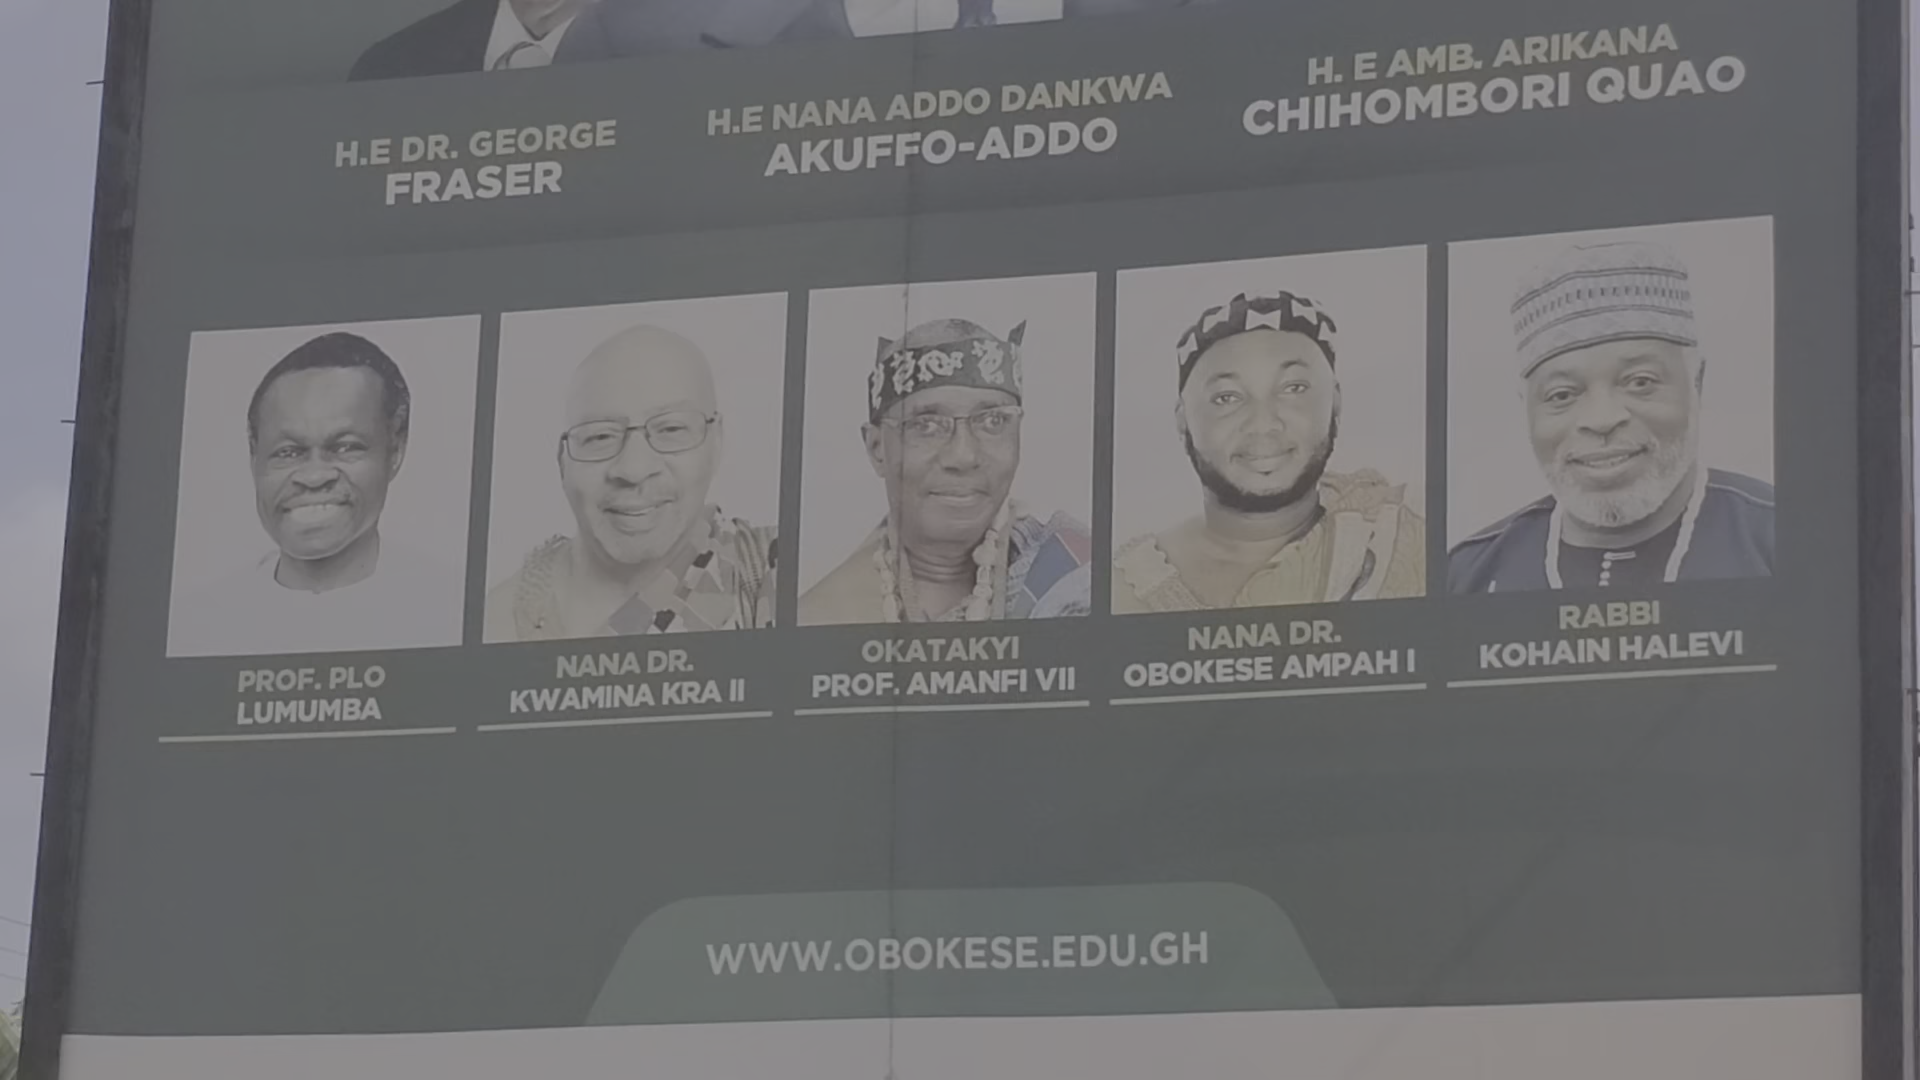 H.E DR. GEORGE
FRASER
H.E NANA ADDO DANKWA
AKUFFO-ADDO
H. E AMB. ARIKANA
CHIHOMBORI QUAO
PROF. PLO
LUMUMBA
NANA DR.
KWAMINA KRA II
OKATAKYI
PROF. AMANFI VII
NANA DR.
OBOKESE AMPAH I
RABBI
KOHAIN HALEVI
WWW.OBOKESE.EDU.GH